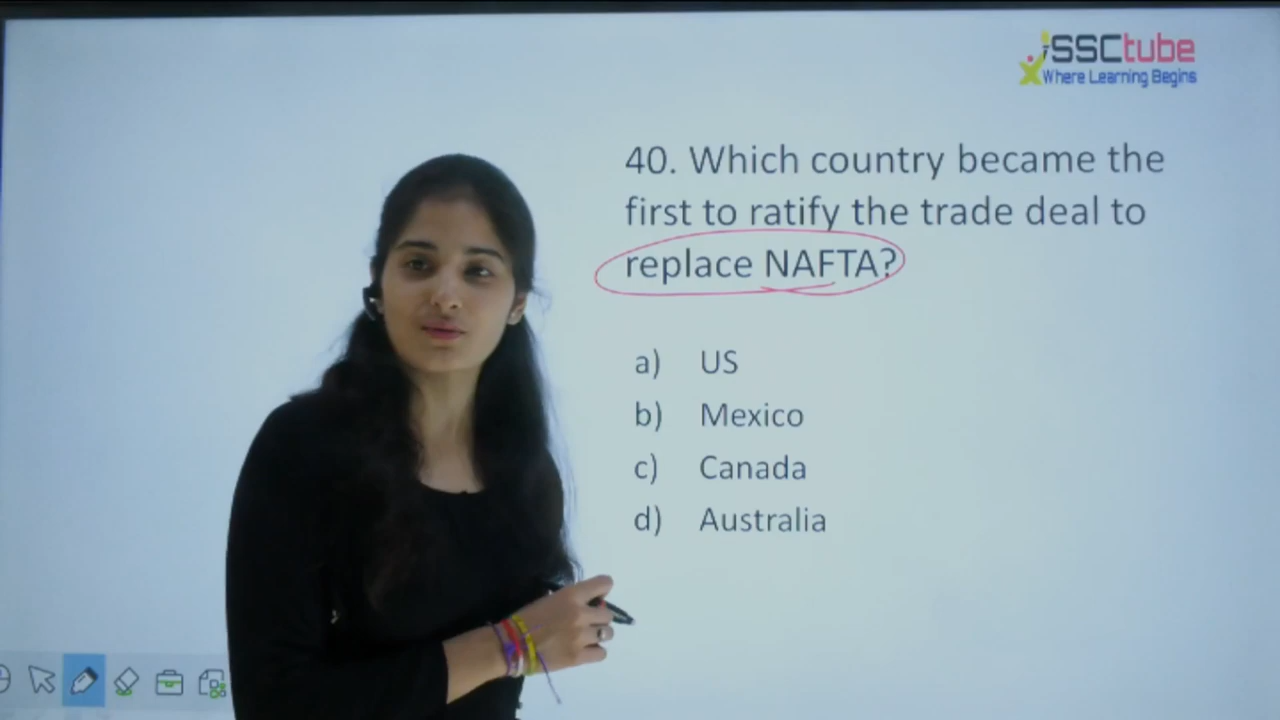 SSCtube
Where Learning Begins
40. Which country became the
first to ratify the trade deal to
replace NAFTA?
a) US
b) Mexico
c) Canada
d) Australia